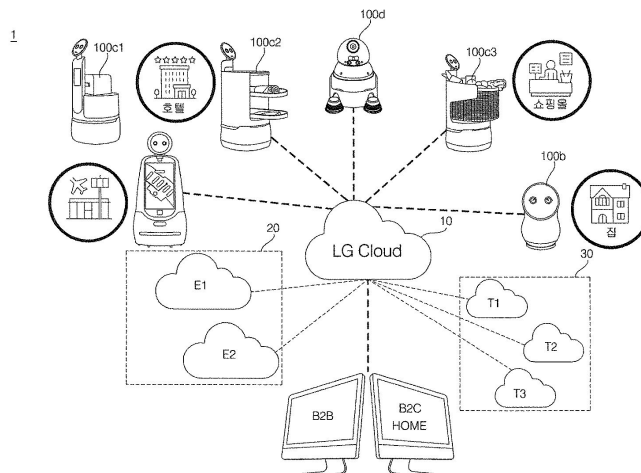 1
100c1
호텔
100c2
100d
100c3
쇼핑몰
100b
집
10
LG Cloud
20
E1
E2
30
T1
T2
T3
B2B
B2C
HOME